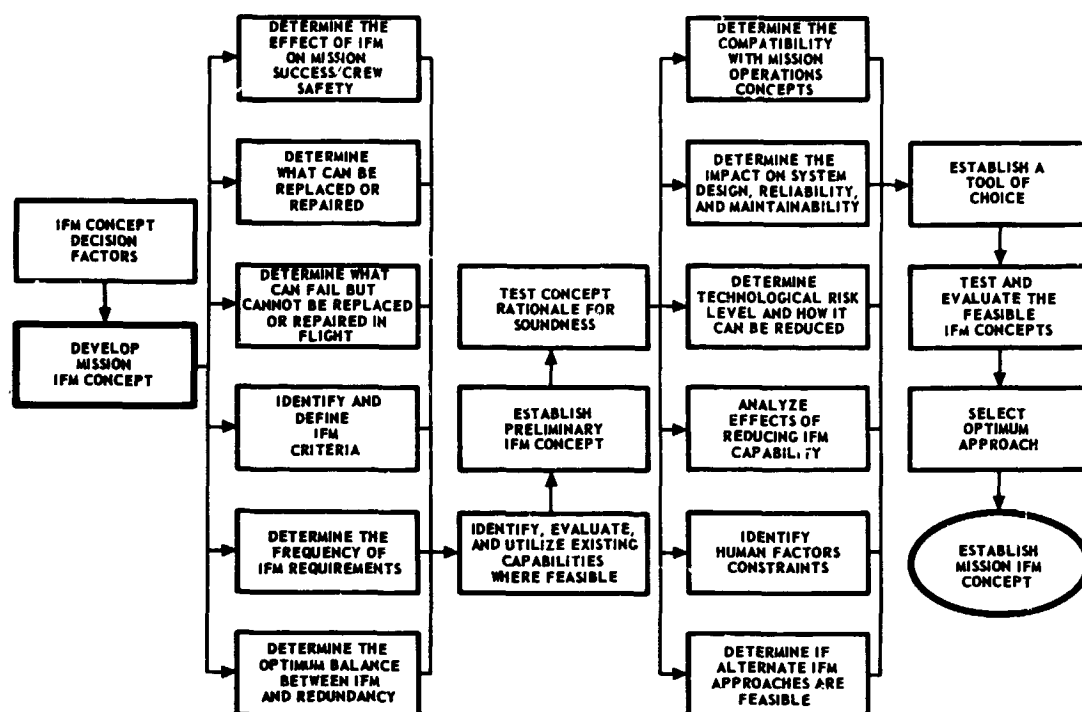 IFM CONCEPT
DECISION
FACTORS
DEVELOP
MISSION
IFM CONCEPT
DETERMINE THE
EFFECT OF IFM
ON MISSION
SUCCESS/CREW
SAFETY
DETERMINE
WHAT CAN BE
REPLACED OR
REPAIRED
DETERMINE WHAT
CAN FAIL BUT
CANNOT BE REPLACED
OR REPAIRED IN
FLIGHT
IDENTIFY AND
DEFINE
IFM
CRITERIA
DETERMINE THE
FREQUENCY OF
IFM REQUIREMENTS
DETERMINE THE
OPTIMUM BALANCE
BETWEEN IFM
AND REDUNDANCY
IDENTIFY, EVALUATE,
AND UTILIZE EXISTING
CAPABILITIES
WHERE FEASIBLE
ESTABLISH
PRELIMINARY
IFM CONCEPT
TEST CONCEPT
RATIONALE FOR
SOUNDNESS
DETERMINE THE
COMPATIBILITY
WITH MISSION
OPERATIONS
CONCEPTS
DETERMINE THE
IMPACT ON SYSTEM
DESIGN, RELIABILITY,
AND MAINTAINABILITY
DETERMINE
TECHNOLOGICAL RISK
LEVEL AND HOW IT
CAN BE REDUCED
ANALYZE
EFFECTS OF
REDUCING IFM
CAPABILITY
IDENTIFY
HUMAN FACTORS
CONSTRAINTS
DETERMINE IF
ALTERNATE IFM
APPROACHES ARE
FEASIBLE
ESTABLISH A
TOOL OF
CHOICE
TEST AND
EVALUATE THE
FEASIBLE
IFM CONCEPTS
SELECT
OPTIMUM
APPROACH
ESTABLISH
MISSION IFM
CONCEPT